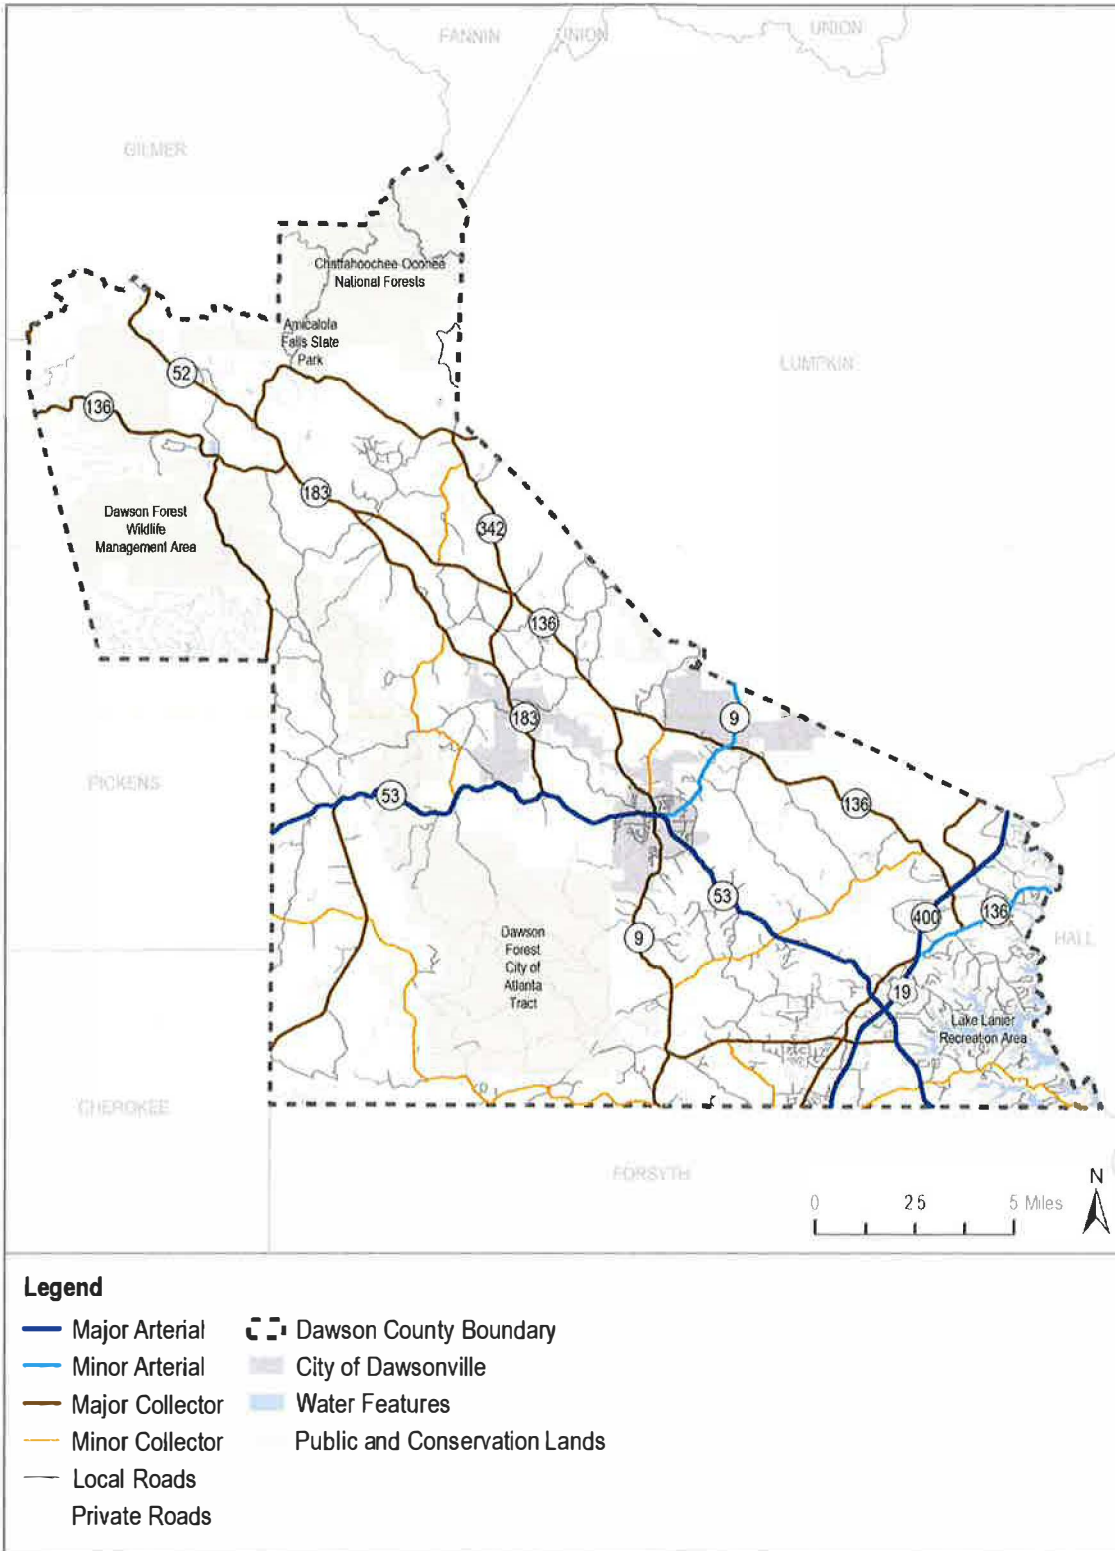 FANNIN
UNION
UNION
GILMER
Chattahoochee-Oconee
National Forests
Amicalola
Falls State
Park
LUMPKIN
52
136
183
Dawson Forest
Wildlife
Management Area
342
136
183
9
PICKENS
53
136
53
400
136
9
Dawson
Forest
City of
Atlanta
Tract
HALL
19
Lake Lanier
Recreation Area
CHEROKEE
FORSYTH
N
0 2 5 5 Miles
Legend
Major Arterial
Minor Arterial
Major Collector
Minor Collector
Local Roads
Private Roads
Dawson County Boundary
City of Dawsonville
Water Features
Public and Conservation Lands